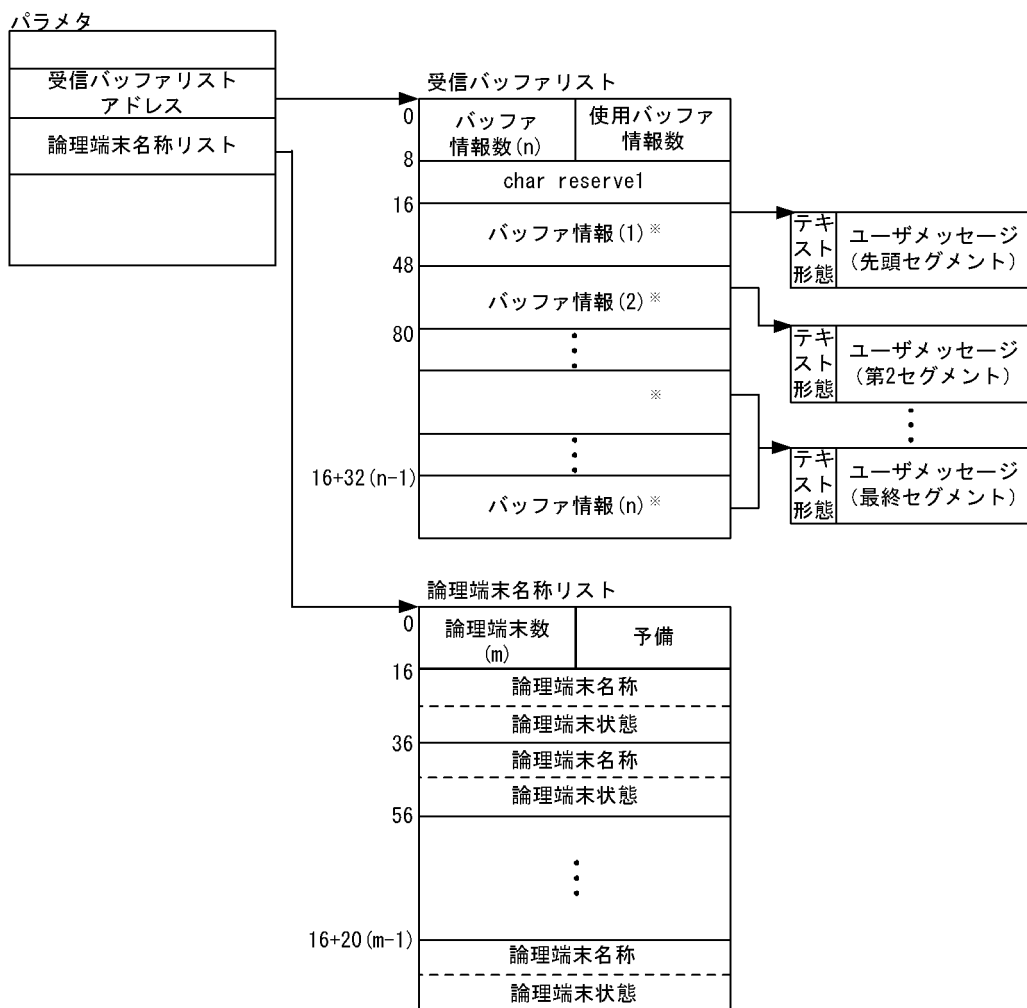 パラメタ
受信バッファリスト
アドレス
論理端末名称リスト
受信バッファリスト
0
バッファ
情報数(n)
使用バッファ
情報数
8
char reserve1
16
バッファ情報(1)※
48
バッファ情報(2)※
80
※
16+32(n-1)
バッファ情報(n)※
テキ
スト
形態
ユーザメッセージ
(先頭セグメント)
テキ
スト
形態
ユーザメッセージ
(第2セグメント)
テキ
スト
形態
ユーザメッセージ
(最終セグメント)
論理端末名称リスト
0
論理端末数
(m)
予備
16
論理端末名称
論理端末状態
36
論理端末名称
論理端末状態
56
16+20(m-1)
論理端末名称
論理端末状態